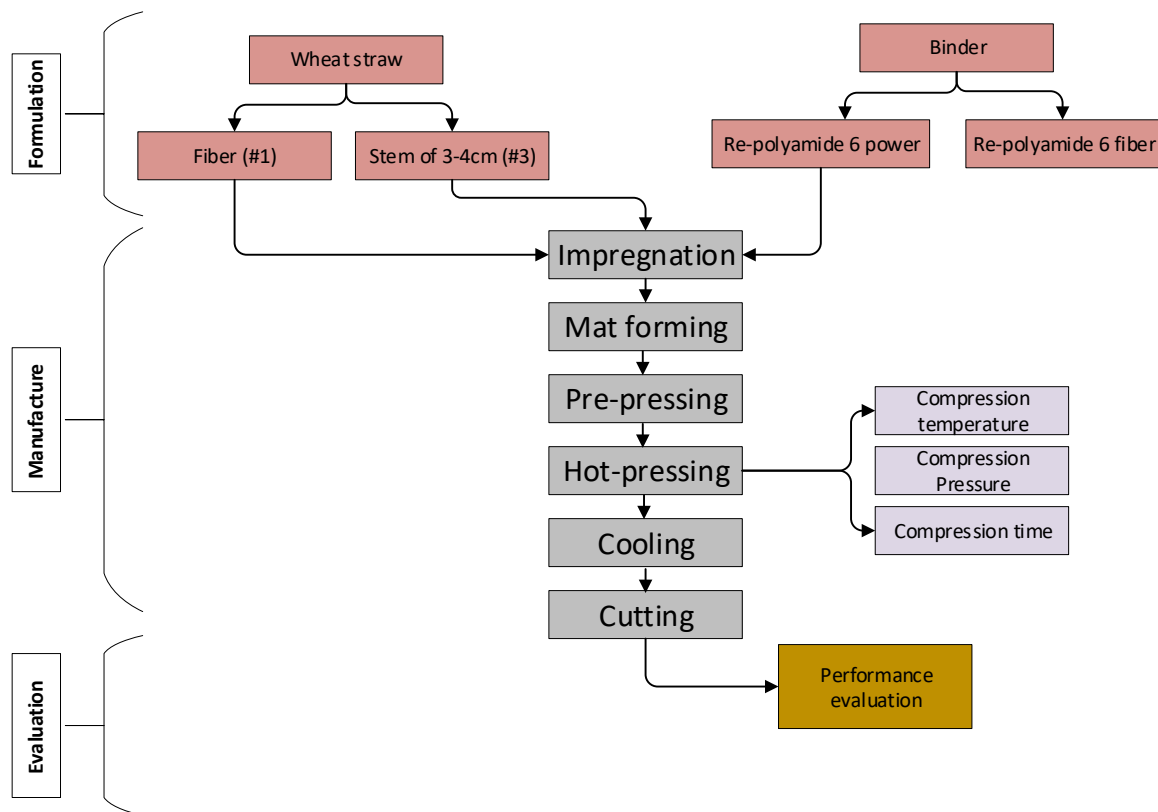 Formulation
Wheat straw
Binder
Fiber (#1)
Stem of 3-4cm (#3)
Re-polyamide 6 power
Re-polyamide 6 fiber
Manufacture
Impregnation
Mat forming
Pre-pressing
Hot-pressing
Compression
temperature
Compression
Pressure
Compression time
Cooling
Cutting
Evaluation
Performance
evaluation